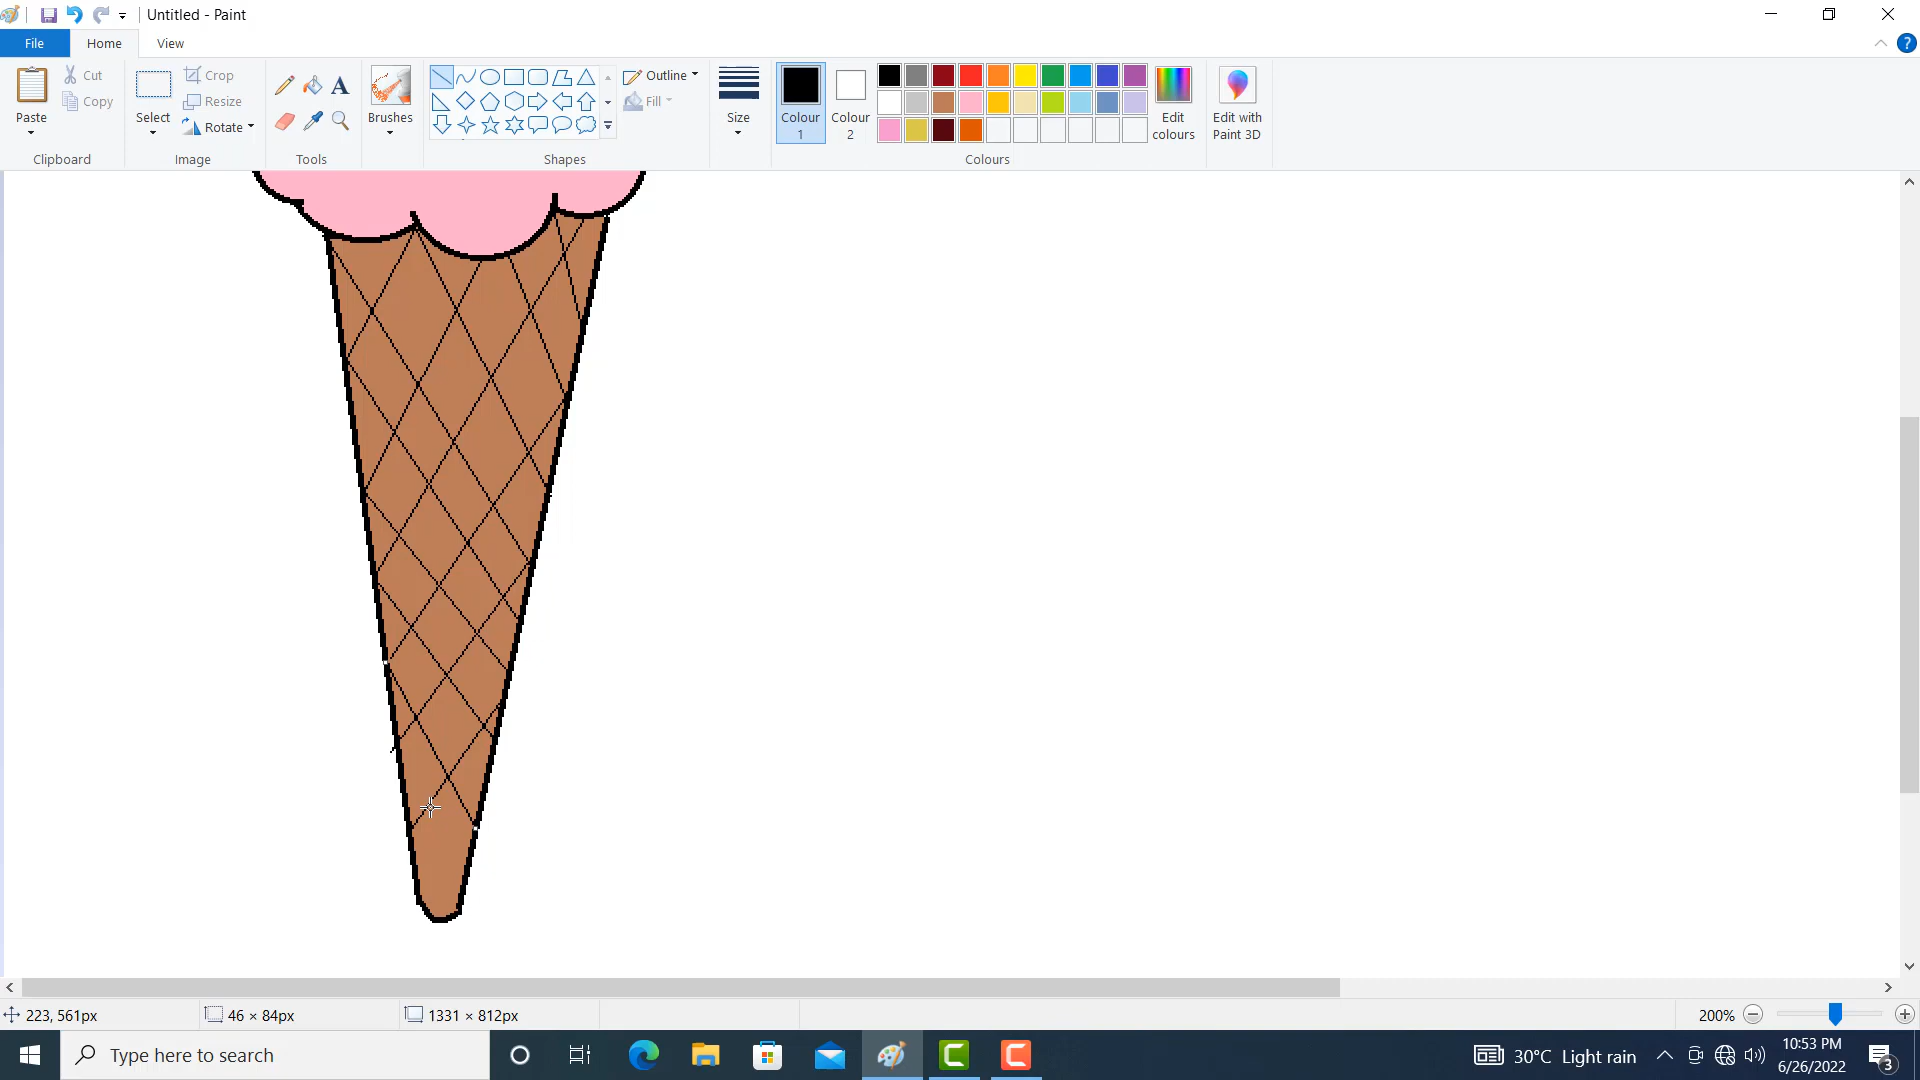 Untitled - Paint
File
Home
View
Paste
Cut
Copy
Clipboard
Select
Crop
Resize
Rotate
Image
A
Tools
Brushes
Shapes
Outline
Fill
Size
Colour 1
Colour 2
Edit colours
Colours
Edit with Paint 3D
?
223, 561px
46 × 84px
1331 × 812px
200%
Type here to search
30°C Light rain
10:53 PM
6/26/2022
3